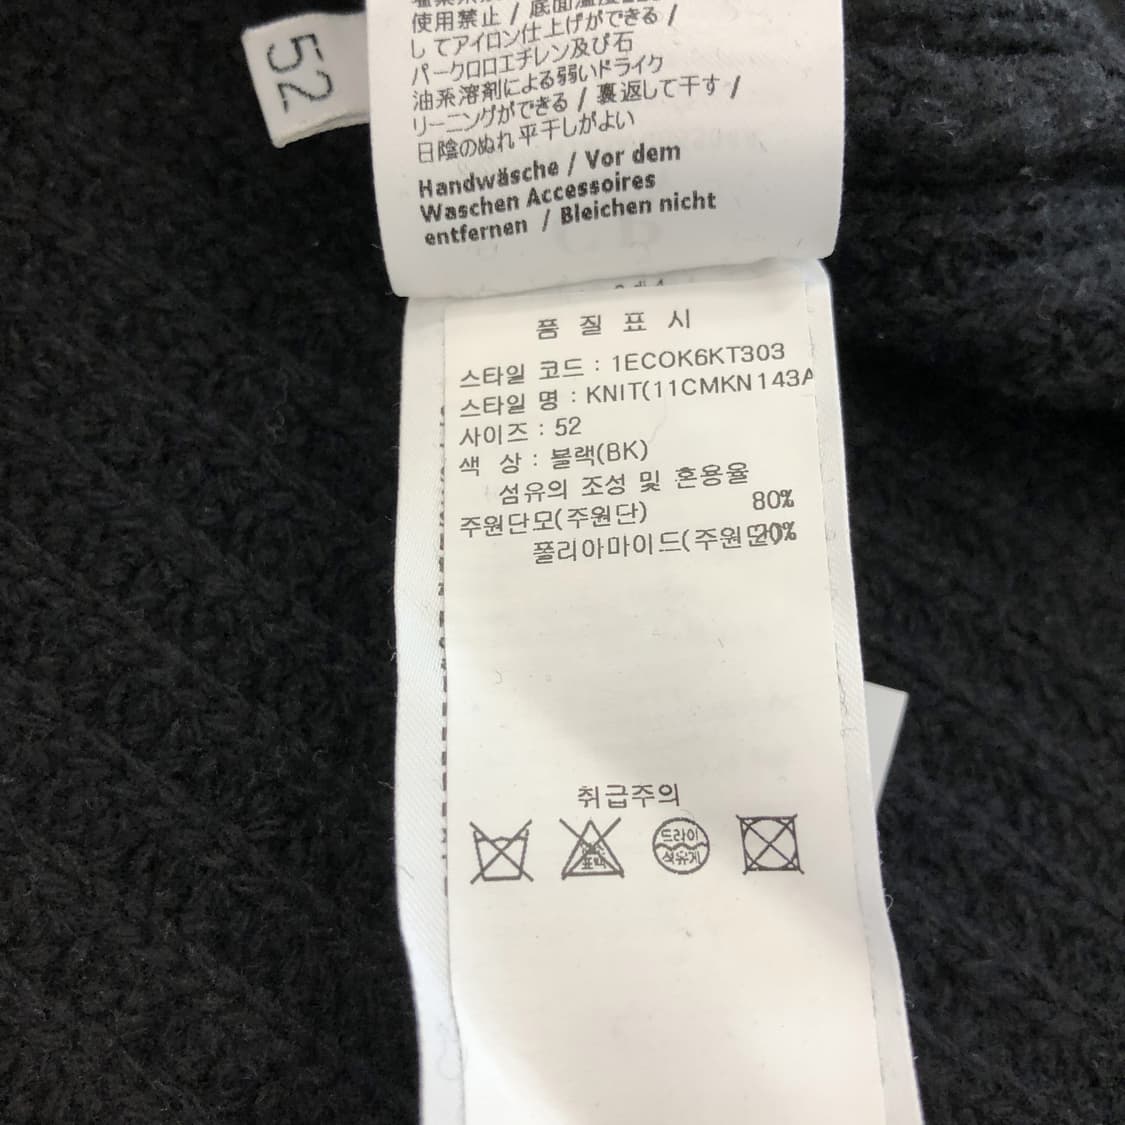 52
使用禁止 / 底面温度
してアイロン仕上げができる /
パークロロエチレン及び石
油系溶剤による弱いドライク
リーニングができる / 裏返して干す /
日陰のぬれ平干しがよい
Handwäsche / Vor dem
Waschen Accessoires
entfernen / Bleichen nicht
품 질 표 시
스타일 코드 : 1ECOK6KT303
스타일 명 : KNIT(11CMKN143A
사이즈 : 52
색 상 : 블랙(BK)
섬유의 조성 및 혼용율
주원단모(주원단) 80%
폴리아마이드(주원단) 20%
취급주의
드라이
석유계